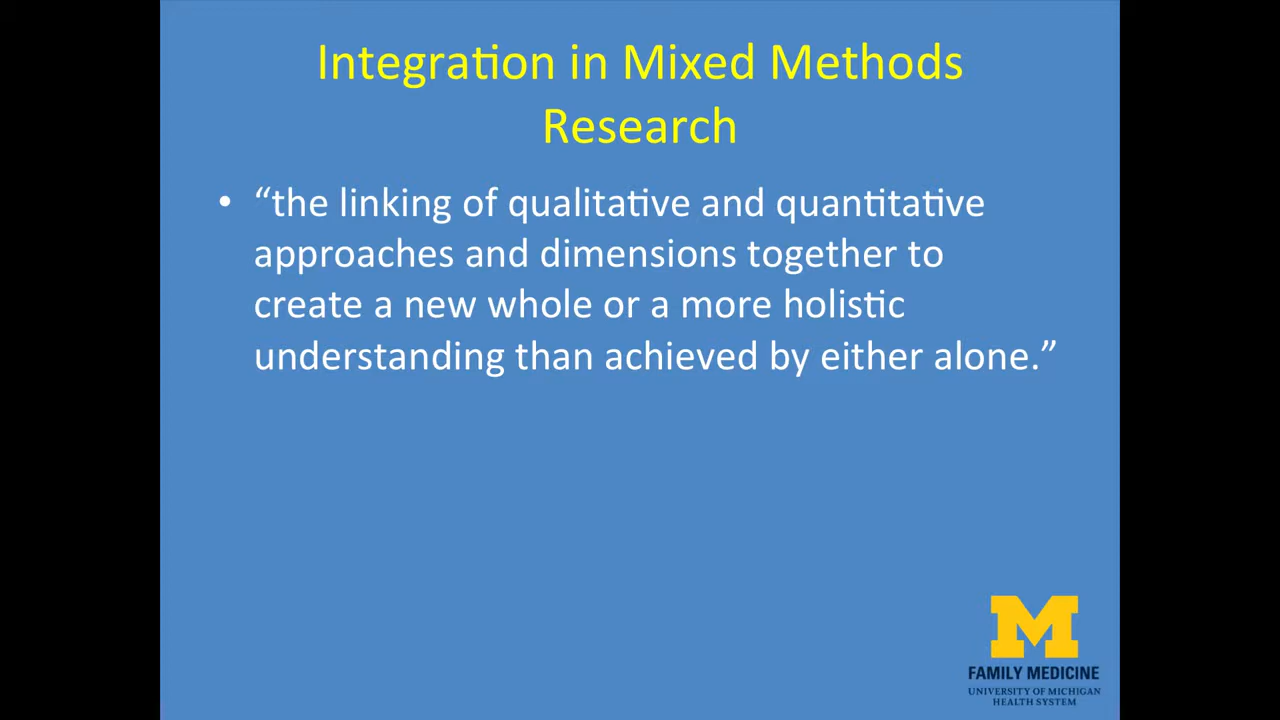 Integration in Mixed Methods
Research
• “the linking of qualitative and quantitative
approaches and dimensions together to
create a new whole or a more holistic
understanding than achieved by either alone.”
M
FAMILY MEDICINE
UNIVERSITY OF MICHIGAN
HEALTH SYSTEM